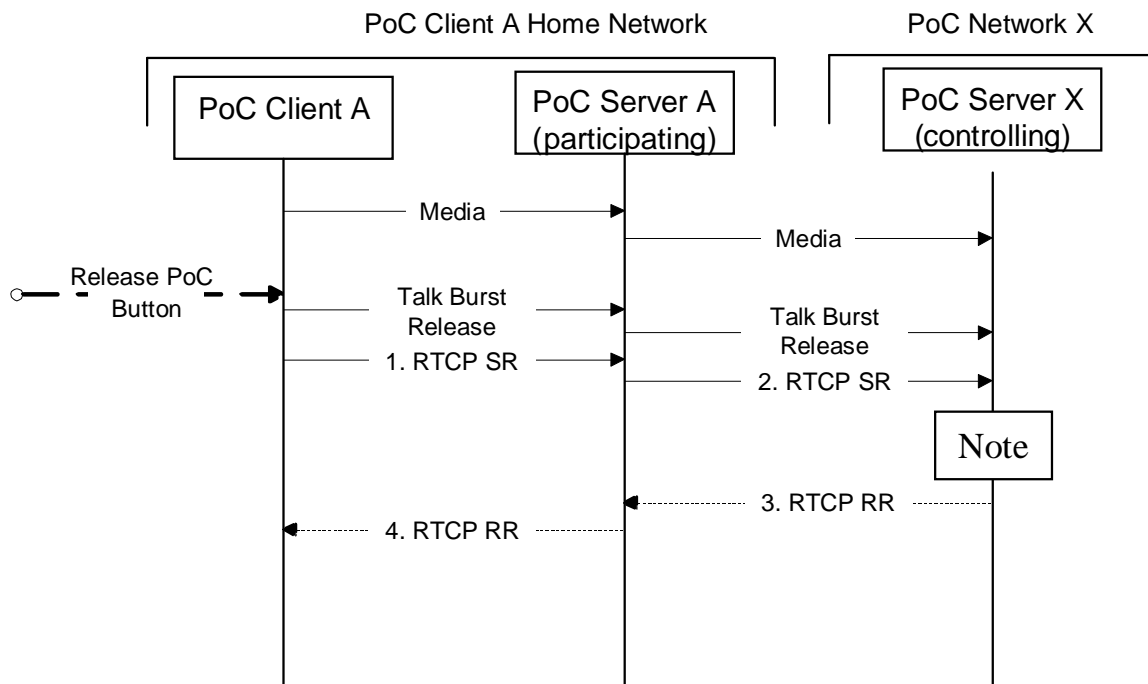 PoC Client A Home Network
PoC Network X
PoC Client A
PoC Server A
(participating)
PoC Server X
(controlling)
Media
Media
Release PoC
Button
Talk Burst
Release
Talk Burst
Release
1. RTCP SR
2. RTCP SR
Note
3. RTCP RR
4. RTCP RR